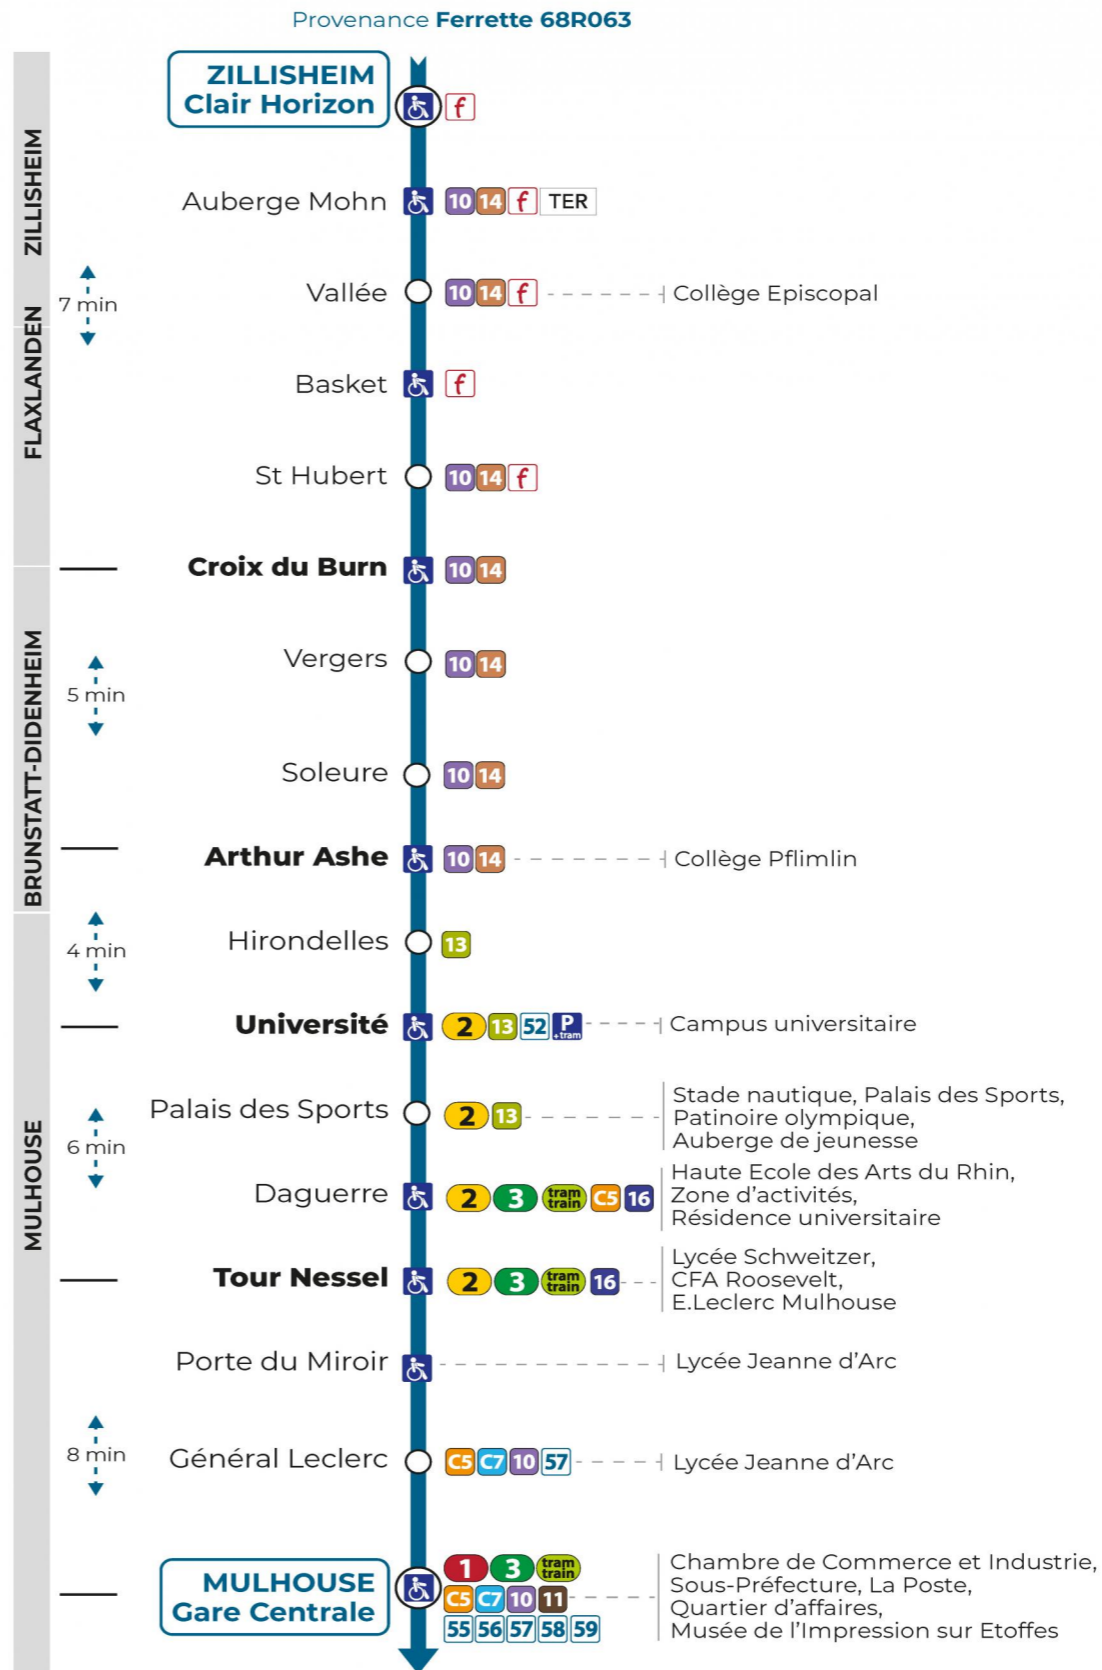 Provenance Ferrette 68R063
ZILLISHEIM
Clair Horizon
f
ZILLISHEIM
Auberge Mohn
10 14 f TER
7 min
Vallée
10 14 f
Collège Episcopal
FLAXLANDEN
Basket
f
St Hubert
10 14 f
Croix du Burn
10 14
BRUNSTATT-DIDENHEIM
Vergers
10 14
5 min
Soleure
10 14
Arthur Ashe
10 14
Collège Pflimlin
4 min
Hirondelles
13
Université
2 13 52 P
+tram
Campus universitaire
MULHOUSE
Palais des Sports
2 13
Stade nautique, Palais des Sports,
Patinoire olympique,
Auberge de jeunesse
6 min
Daguerre
2 3 tram
train C5 16
Haute Ecole des Arts du Rhin,
Zone d'activités,
Résidence universitaire
Tour Nessel
2 3 tram
train 16
Lycée Schweitzer,
CFA Roosevelt,
E.Leclerc Mulhouse
Porte du Miroir
Lycée Jeanne d'Arc
8 min
Général Leclerc
C5 C7 10 57
Lycée Jeanne d'Arc
MULHOUSE
Gare Centrale
1 3 tram
train
C5 C7 10 11
55 56 57 58 59
Chambre de Commerce et Industrie,
Sous-Préfecture, La Poste,
Quartier d'affaires,
Musée de l'Impression sur Etoffes